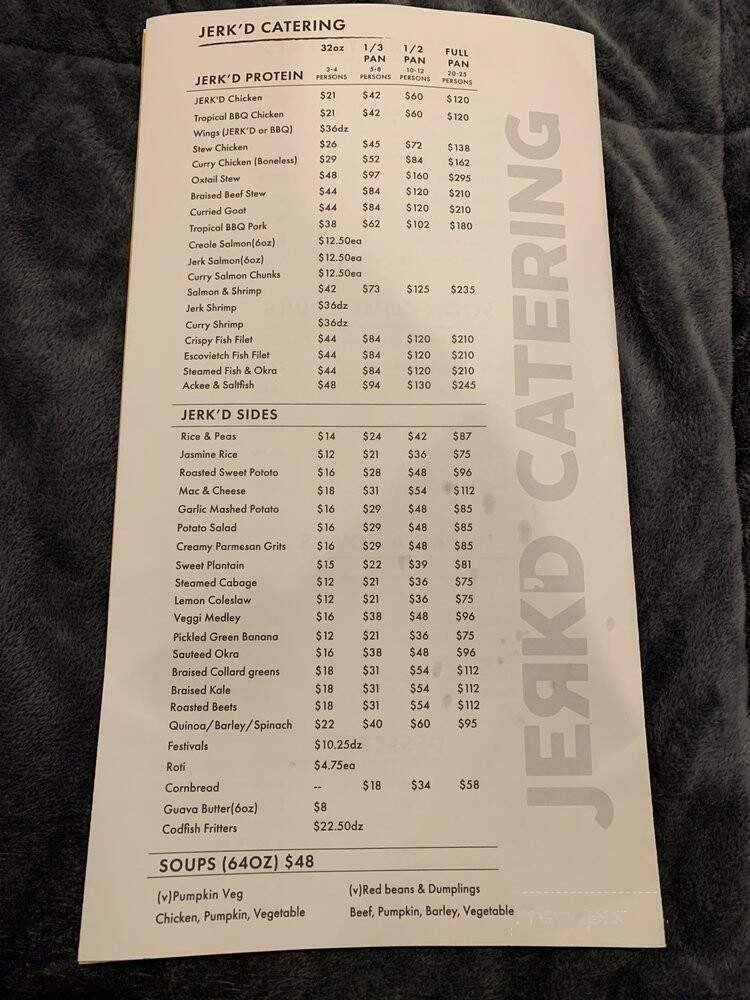 JERK'D CATERING
32oz 1/3 PAN 1/2 PAN FULL PAN
3-4 PERSONS 5-8 PERSONS 10-12 PERSONS 20-25 PERSONS
JERK'D PROTEIN
JERK'D Chicken $21 $42 $60 $120
Tropical BBQ Chicken $21 $42 $60 $120
Wings (JERK'D or BBQ) $36dz
Stew Chicken $26 $45 $72 $138
Curry Chicken (Boneless) $29 $52 $84 $162
Oxtail Stew $48 $97 $160 $295
Braised Beef Stew $44 $84 $120 $210
Curried Goat $44 $84 $120 $210
Tropical BBQ Pork $38 $62 $102 $180
Creole Salmon(6oz) $12.50ea
Jerk Salmon(6oz) $12.50ea
Curry Salmon Chunks $12.50ea
Salmon & Shrimp $42 $73 $125 $235
Jerk Shrimp $36dz
Curry Shrimp $36dz
Crispy Fish Filet $44 $84 $120 $210
Escovietch Fish Filet $44 $84 $120 $210
Steamed Fish & Okra $44 $84 $120 $210
Ackee & Saltfish $48 $94 $130 $245
JERK'D SIDES
Rice & Peas $14 $24 $42 $87
Jasmine Rice $12 $21 $36 $75
Roasted Sweet Pototo $16 $28 $48 $96
Mac & Cheese $18 $31 $54 $112
Garlic Mashed Potato $16 $29 $48 $85
Potato Salad $16 $29 $48 $85
Creamy Parmesan Grits $16 $29 $48 $85
Sweet Plantain $15 $22 $39 $81
Steamed Cabage $12 $21 $36 $75
Lemon Coleslaw $12 $21 $36 $75
Veggi Medley $16 $38 $48 $96
Pickled Green Banana $12 $21 $36 $75
Sauteed Okra $16 $38 $48 $96
Braised Collard greens $18 $31 $54 $112
Braised Kale $18 $31 $54 $112
Roasted Beets $18 $31 $54 $112
Quinoa/Barley/Spinach $22 $40 $60 $95
Festivals $10.25dz
Roti $4.75ea
Cornbread -- $18 $34 $58
Guava Butter(6oz) $8
Codfish Fritters $22.50dz
SOUPS (64OZ) $48
(v)Pumpkin Veg (v)Red beans & Dumplings
Chicken, Pumpkin, Vegetable Beef, Pumpkin, Barley, Vegetable
JERK'D CATERING